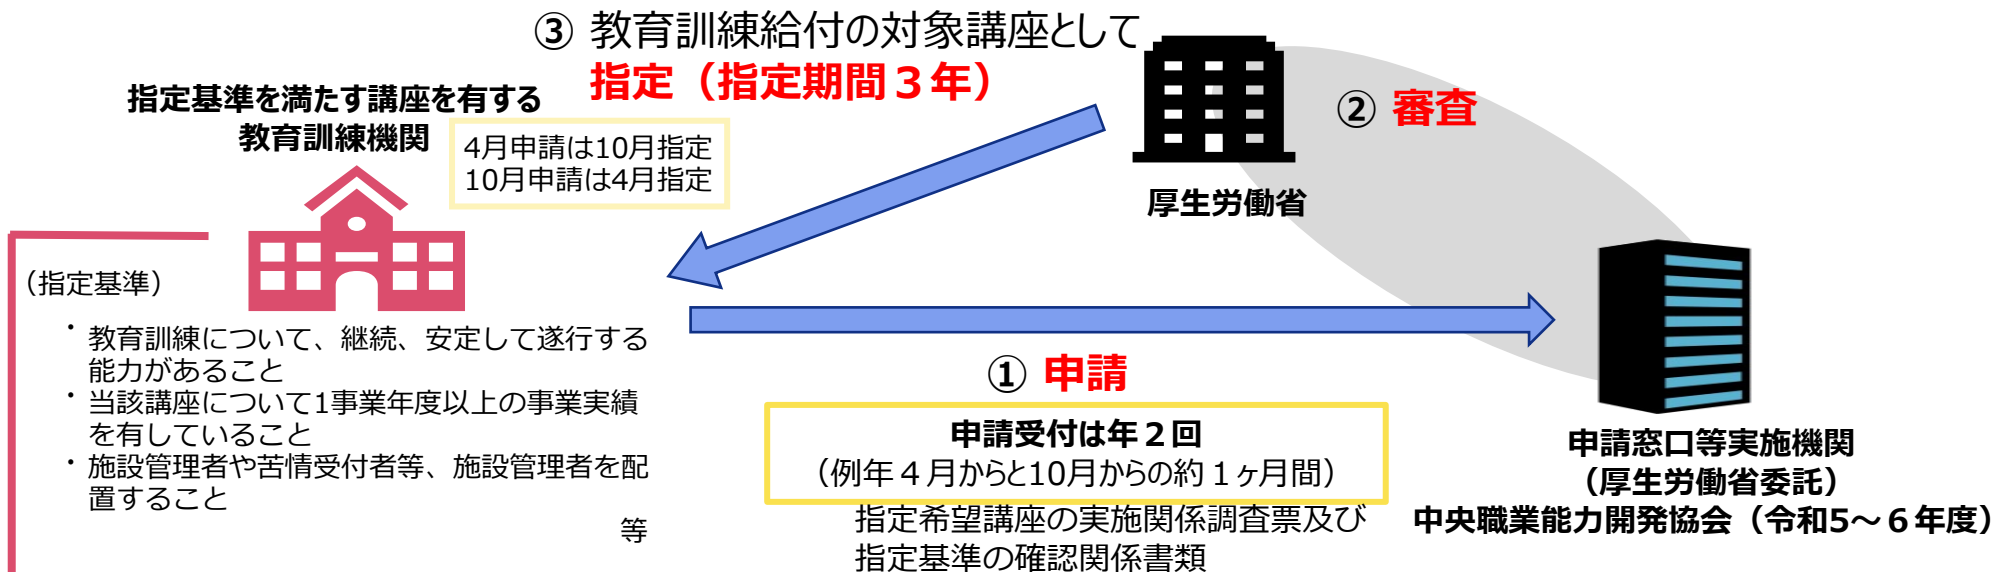 ③ 教育訓練給付の対象講座として
指定（指定期間３年）
指定基準を満たす講座を有する
教育訓練機関
4月申請は10月指定
10月申請は4月指定
厚生労働省
② 審査
（指定基準）
・教育訓練について、継続、安定して遂行する
能力があること
・当該講座について1事業年度以上の事業実績
を有していること
・施設管理者や苦情受付者等、施設管理者を配
置すること
等
① 申請
申請受付は年２回
（例年４月からと10月からの約１ヶ月間）
指定希望講座の実施関係調査票及び
指定基準の確認関係書類
申請窓口等実施機関
（厚生労働省委託）
中央職業能力開発協会（令和5～６年度）